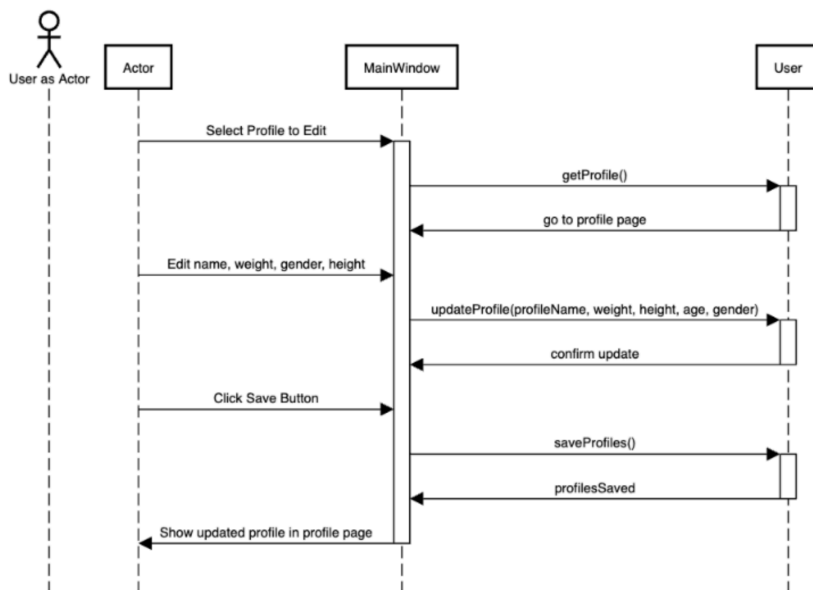 User as Actor
Actor
MainWindow
User
Select Profile to Edit
getProfile()
go to profile page
Edit name, weight, gender, height
updateProfile(profileName, weight, height, age, gender)
confirm update
Click Save Button
saveProfiles()
profilesSaved
Show updated profile in profile page